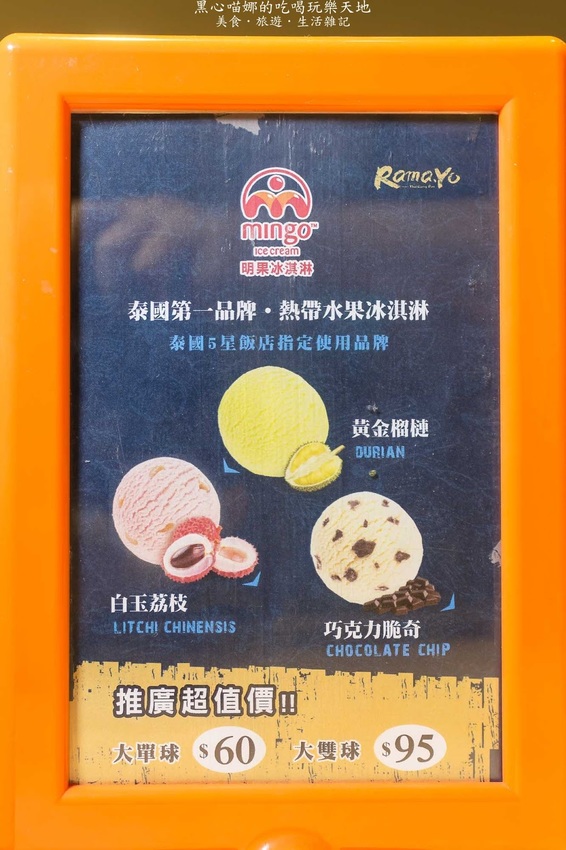 黑心喵娜的吃喝玩樂天地
美食・旅遊・生活雜記
Rama.Yo
mingo™
ice cream
明果冰淇淋
泰國第一品牌・熱帶水果冰淇淋
泰國5星飯店指定使用品牌
黃金榴槤
DURIAN
白玉荔枝
LITCHI CHINENSIS
巧克力脆奇
CHOCOLATE CHIP
推廣超值價!!
大單球 $60 大雙球 $95